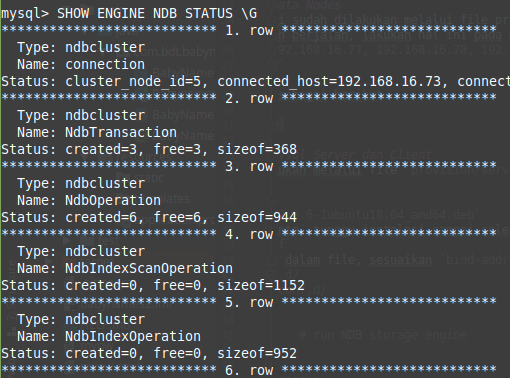 mysql> SHOW ENGINE NDB STATUS \G
*************************** 1. row ***************************
Type: ndbcluster
Name: connection
Status: cluster_node_id=5, connected_host=192.168.16.73, connect
*************************** 2. row ***************************
Type: ndbcluster
Name: NdbTransaction
Status: created=3, free=3, sizeof=368
*************************** 3. row ***************************
Type: ndbcluster
Name: NdbOperation
Status: created=6, free=6, sizeof=944
*************************** 4. row ***************************
Type: ndbcluster
Name: NdbIndexScanOperation
Status: created=0, free=0, sizeof=1152
*************************** 5. row ***************************
Type: ndbcluster
Name: NdbIndexOperation
Status: created=0, free=0, sizeof=952
*************************** 6. row ***************************